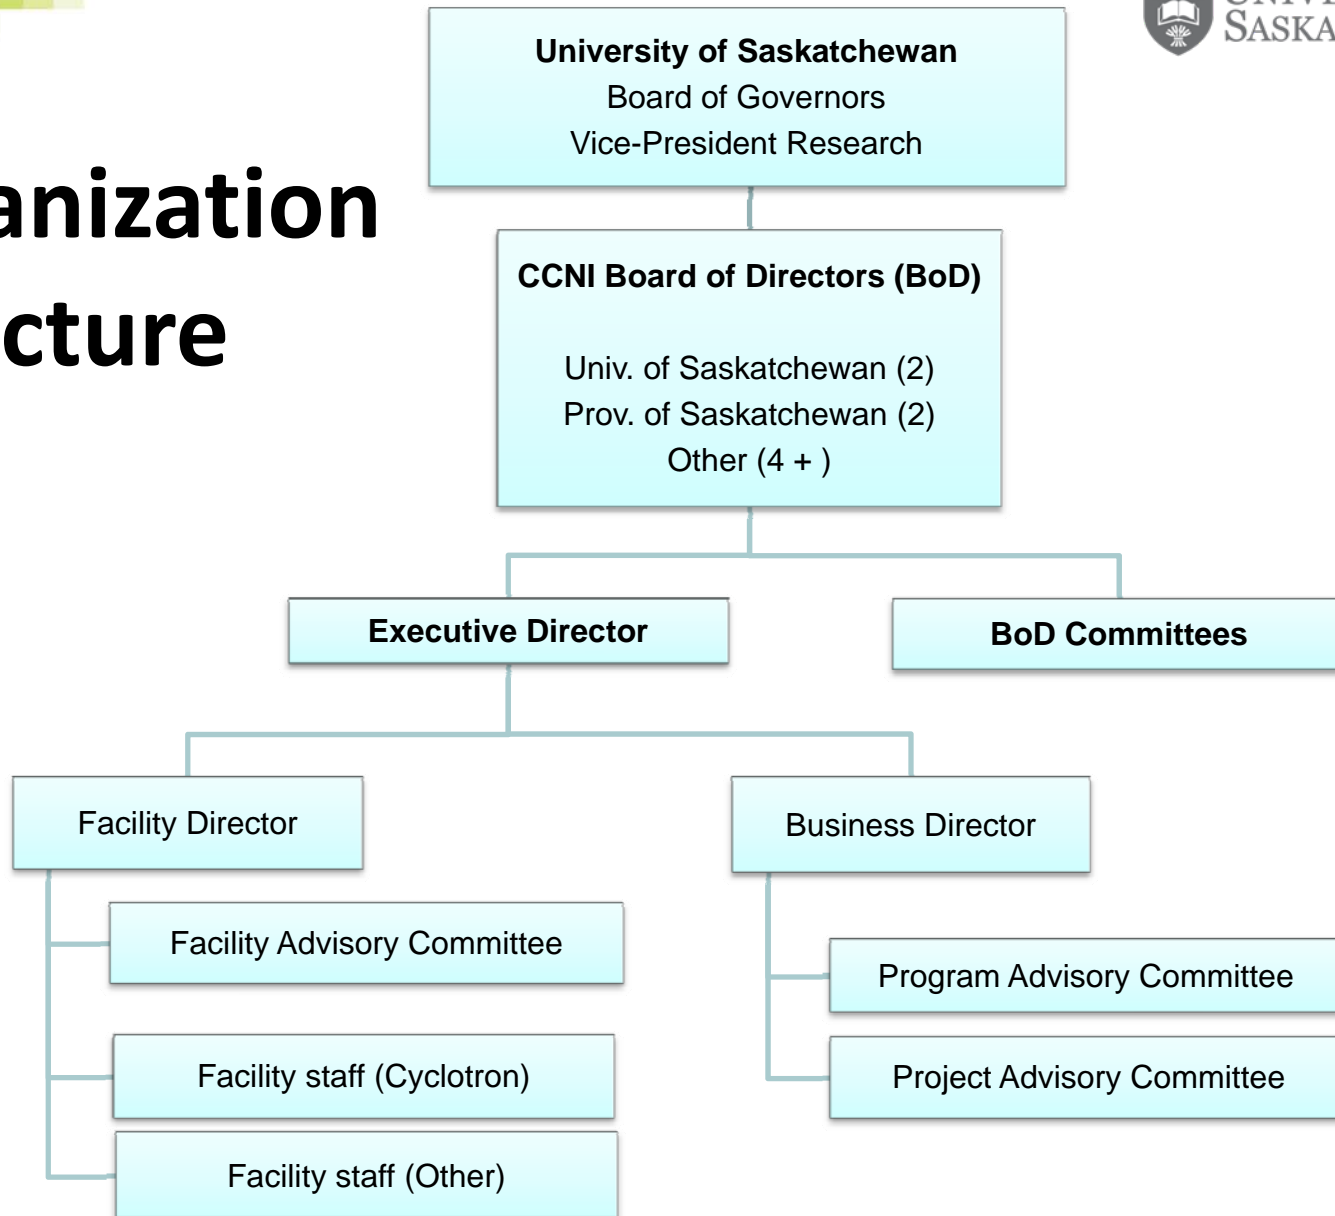 SASKA
University of Saskatchewan
Board of Governors
Vice-President Research
anization
cture
CCNI Board of Directors (BoD)
Univ. of Saskatchewan (2)
Prov. of Saskatchewan (2)
Other (4 + )
Executive Director
BoD Committees
Facility Director
Business Director
Facility Advisory Committee
Program Advisory Committee
Facility staff (Cyclotron)
Project Advisory Committee
Facility staff (Other)